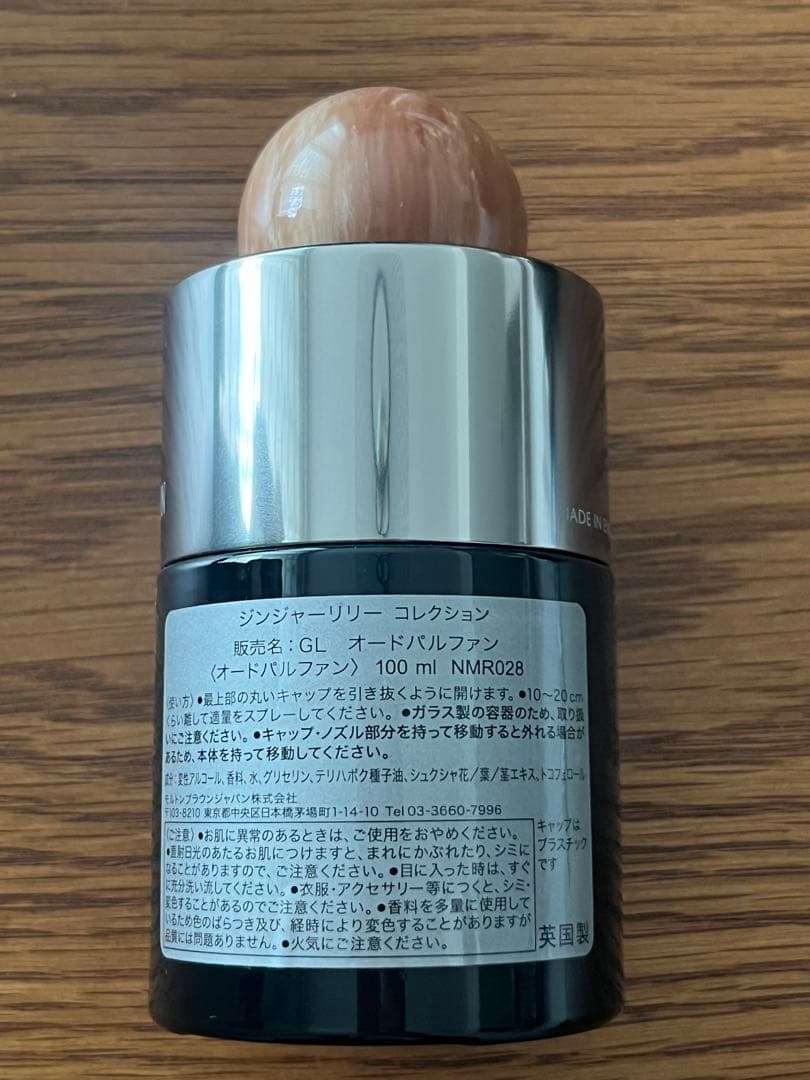 N
MADE IN E
ジンジャーリリー コレクション
販売名：GL オードパルファン
〈オードパルファン〉 100 ml NMR028
〈使い方〉●最上部の丸いキャップを引き抜くように開けます。●10〜20 cm
くらい離して適量をスプレーしてください。●ガラス製の容器のため、取り扱
いにご注意ください。●キャップ・ノズル部分を持って移動すると外れる場合が
あるため、本体を持って移動してください。
成分：変性アルコール、香料、水、グリセリン、テリハボク種子油、シュクシャ花／葉／茎エキス、トコフェロール
モルトンブラウンジャパン株式会社
〒103-8210 東京都中央区日本橋茅場町1-14-10 Tel 03-3660-7996
〈ご注意〉●お肌に異常のあるときは、ご使用をおやめください。
●直射日光のあたるお肌につけますと、まれにかぶれたり、シミに
なることがありますので、ご注意ください。●目に入った時は、すぐ
に充分洗い流してください。●衣服・アクセサリー等につくと、シミ・
変色することがあるのでご注意ください。●香料を多量に使用して
いるため色のばらつき及び、経時により変色することがありますが
品質には問題ありません。●火気にご注意ください。
キャップは
プラスチック
です
英国製